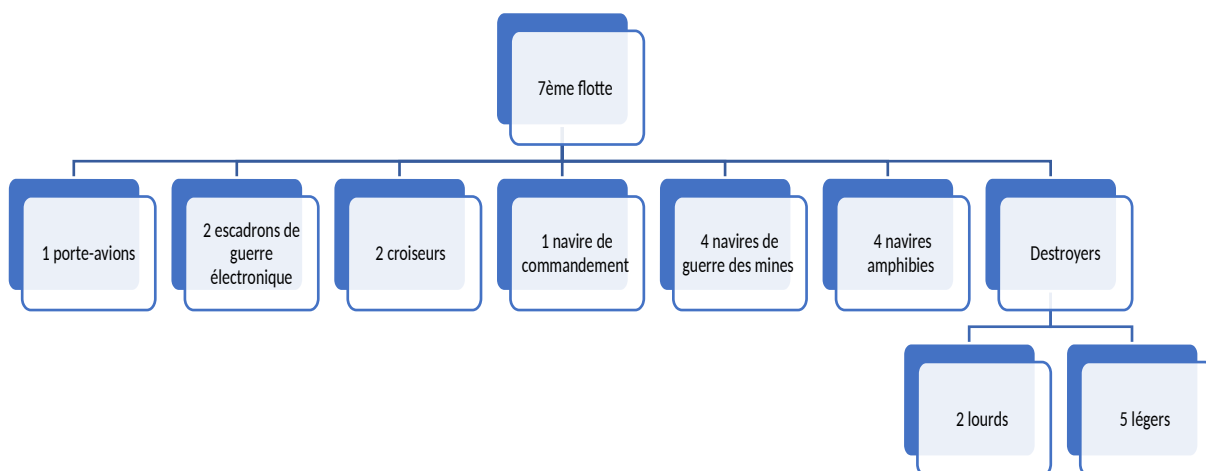 7ème flotte
1 porte-avions
2 escadrons de
guerre
électronique
2 croiseurs
1 navire de
commandement
4 navires de
guerre des mines
4 navires
amphibies
Destroyers
2 lourds
5 légers